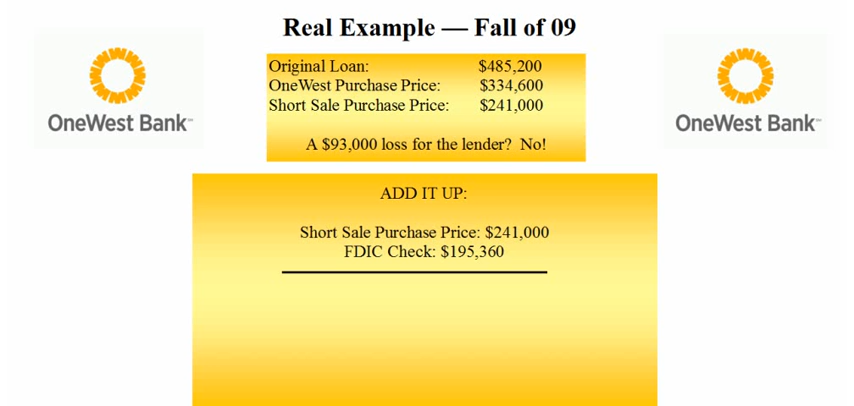 Real Example — Fall of 09
OneWest Bank™
Original Loan: $485,200
OneWest Purchase Price: $334,600
Short Sale Purchase Price: $241,000
A $93,000 loss for the lender? No!
OneWest Bank™
ADD IT UP:
Short Sale Purchase Price: $241,000
FDIC Check: $195,360